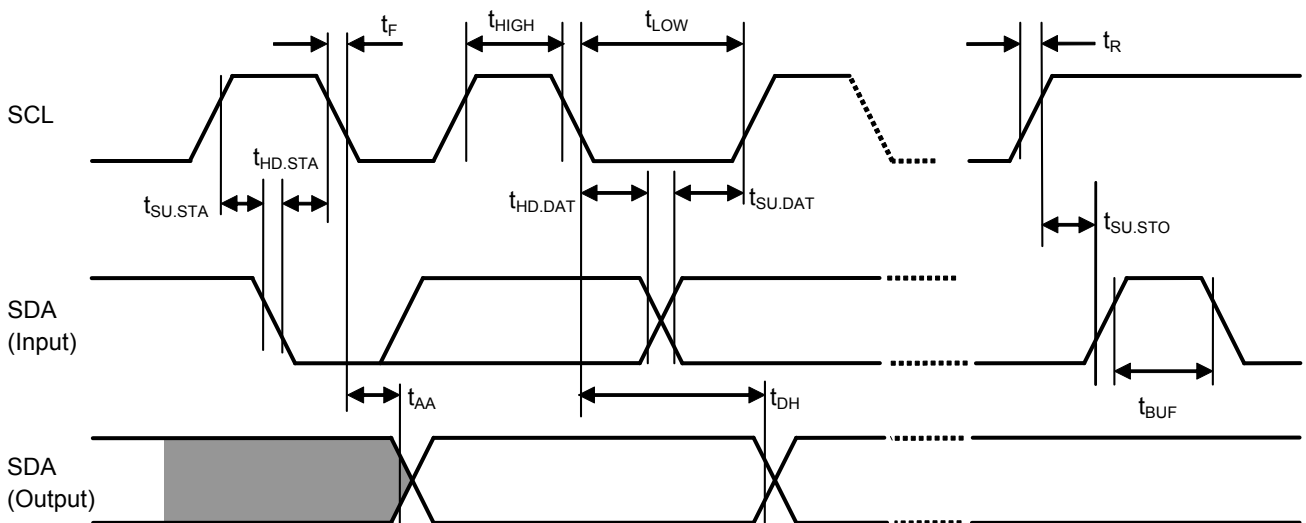 tF
tHIGH
tLOW
tR
SCL
tHD.STA
tSU.STA
tHD.DAT
tSU.DAT
tSU.STO
SDA
(Input)
tAA
tDH
tBUF
SDA
(Output)